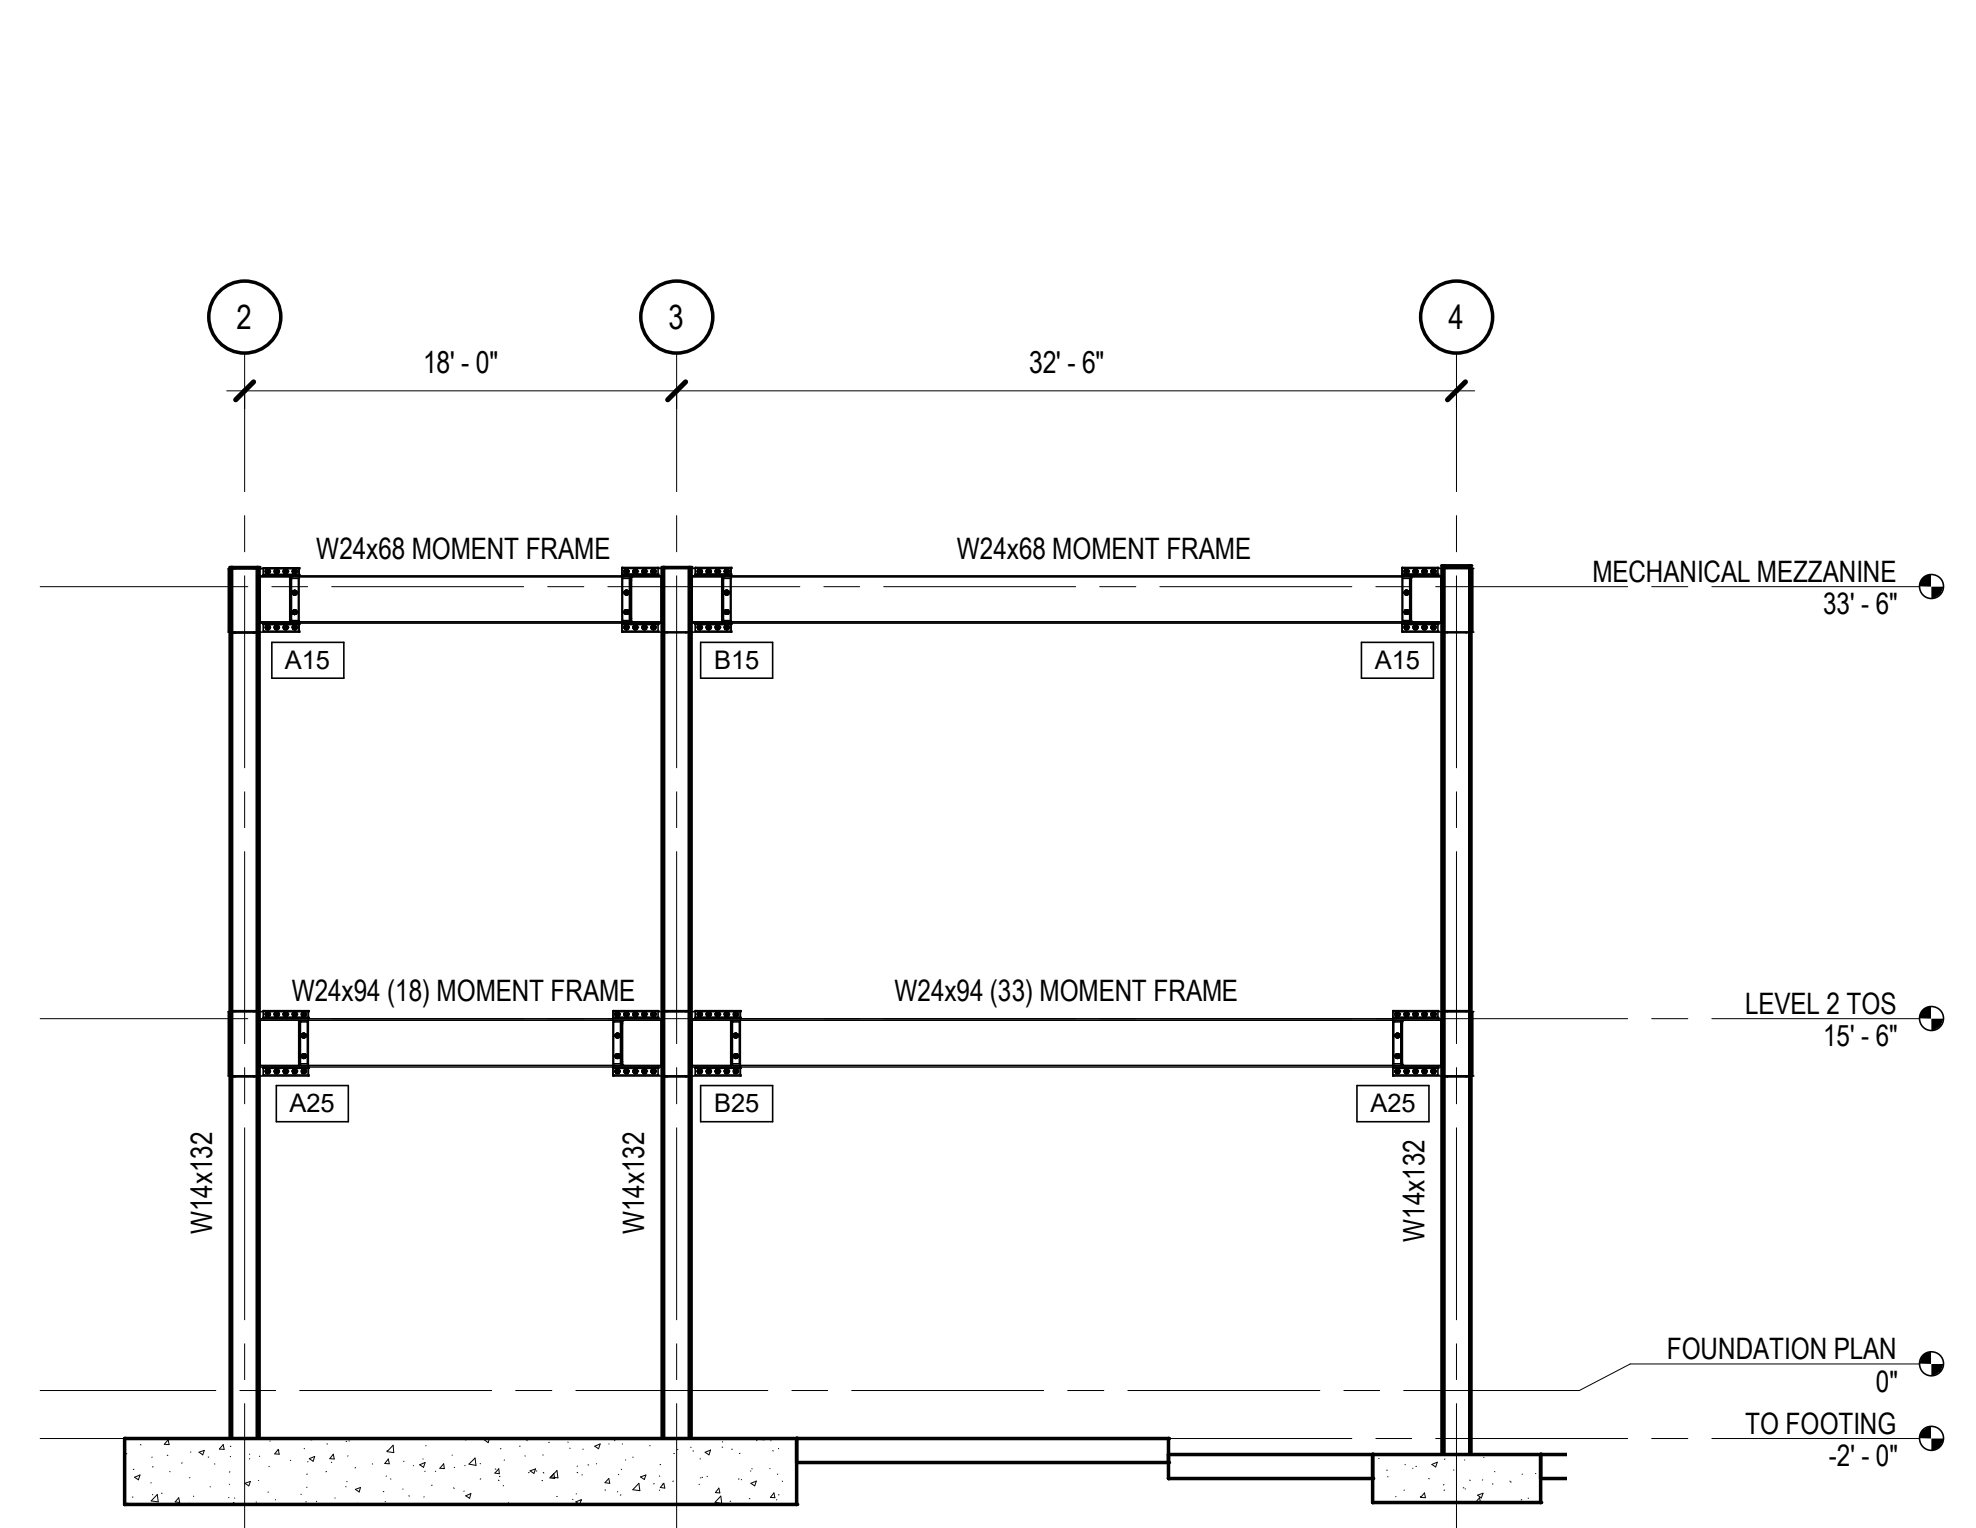 2
3
4
18' - 0"
32' - 6"
W24x68 MOMENT FRAME
W24x68 MOMENT FRAME
MECHANICAL MEZZANINE
33' - 6"
A15
B15
A15
W24x94 (18) MOMENT FRAME
W24x94 (33) MOMENT FRAME
LEVEL 2 TOS
15' - 6"
A25
B25
A25
W14x132
W14x132
W14x132
FOUNDATION PLAN
0"
TO FOOTING
-2' - 0"